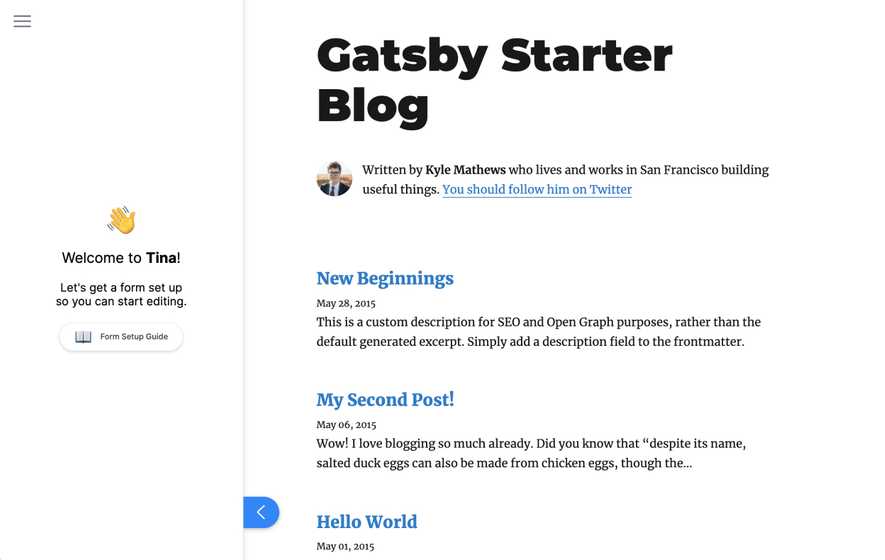 Welcome to Tina!
Let's get a form set up
so you can start editing.
Form Setup Guide
Gatsby Starter
Blog
Written by Kyle Mathews who lives and works in San Francisco building
useful things. You should follow him on Twitter
New Beginnings
May 28, 2015
This is a custom description for SEO and Open Graph purposes, rather than the
default generated excerpt. Simply add a description field to the frontmatter.
My Second Post!
May 06, 2015
Wow! I love blogging so much already. Did you know that “despite its name,
salted duck eggs can also be made from chicken eggs, though the…
Hello World
May 01, 2015